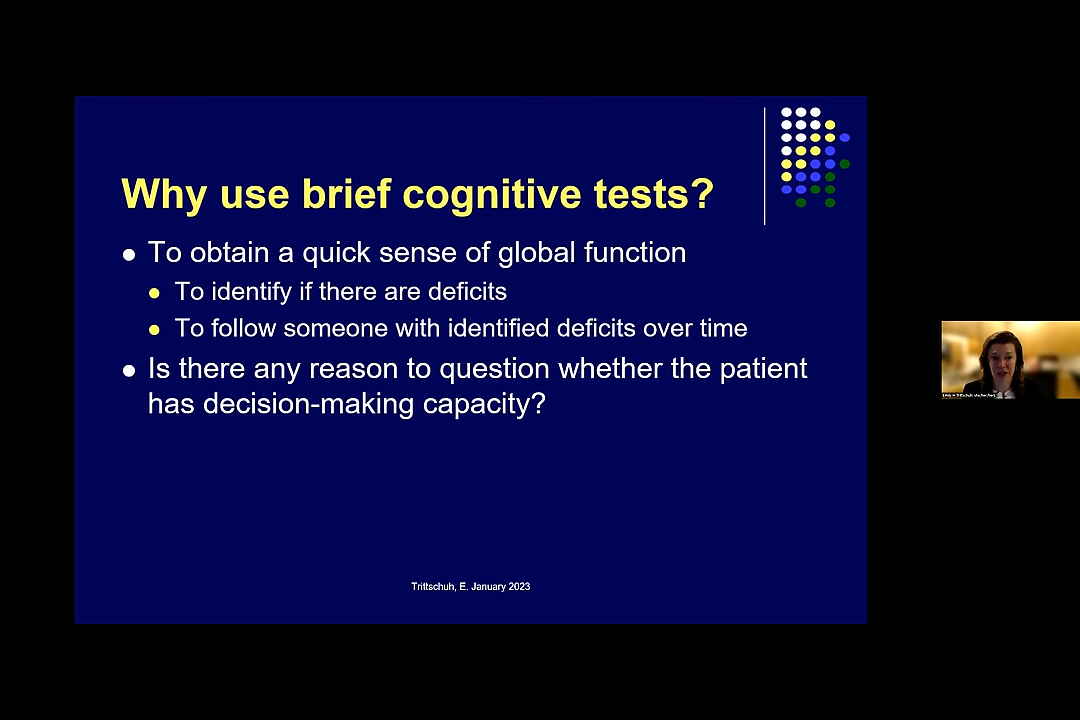 Why use brief cognitive tests?
To obtain a quick sense of global function
To identify if there are deficits
To follow someone with identified deficits over time
Is there any reason to question whether the patient
has decision-making capacity?
Trittschuh, E. January 2023